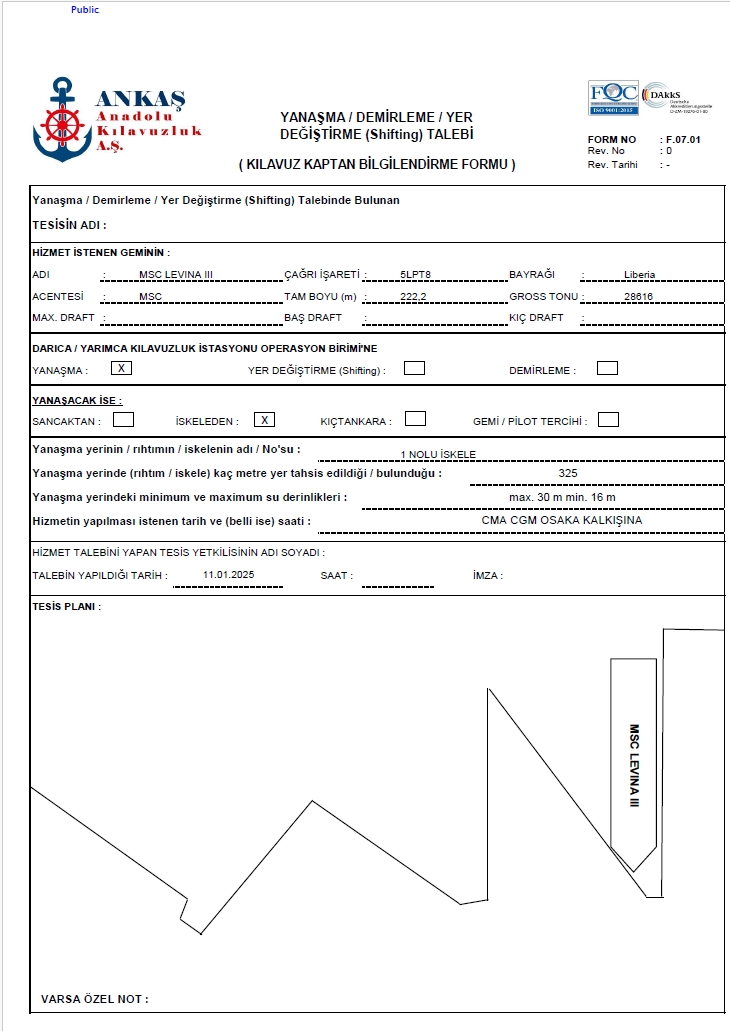 Public
ANKAŞ
Anadolu
Kılavuzluk
A.Ş.
YANAŞMA / DEMİRLEME / YER
DEĞİŞTİRME (Shifting) TALEBİ
( KILAVUZ KAPTAN BİLGİLENDİRME FORMU )
FQC
ISO 9001:2015
DAkkS
Deutsche
Akkreditierungsstelle
FORM NO : F.07.01
Rev. No : 0
Rev. Tarihi : -
Yanaşma / Demirleme / Yer Değiştirme (Shifting) Talebinde Bulunan
TESİSİN ADI :
HİZMET İSTENEN GEMİNİN :
ADI : MSC LEVINA III ÇAĞRI İŞARETİ : 5LPT8 BAYRAĞI : Liberia
ACENTESİ : MSC TAM BOYU (m) : 222,2 GROSS TONU : 28616
MAX. DRAFT : BAŞ DRAFT : KIÇ DRAFT :
DARICA / YARIMCA KILAVUZLUK İSTASYONU OPERASYON BİRİMİ'NE
YANAŞMA : X YER DEĞİŞTİRME (Shifting) : DEMİRLEME :
YANAŞACAK İSE :
SANCAKTAN : İSKELEDEN : X KIÇTANKARA : GEMİ / PİLOT TERCİHİ :
Yanaşma yerinin / rıhtımın / iskelenin adı / No'su : 1 NOLU İSKELE
Yanaşma yerinde (rıhtım / iskele) kaç metre yer tahsis edildiği / bulunduğu : 325
Yanaşma yerindeki minimum ve maximum su derinlikleri : max. 30 m min. 16 m
Hizmetin yapılması istenen tarih ve (belli ise) saati : CMA CGM OSAKA KALKIŞINA
HİZMET TALEBİNİ YAPAN TESİS YETKİLİSİNİN ADI SOYADI :
TALEBİN YAPILDIĞI TARİH : 11.01.2025 SAAT : İMZA :
TESİS PLANI :
MSC LEVINA III
VARSA ÖZEL NOT :